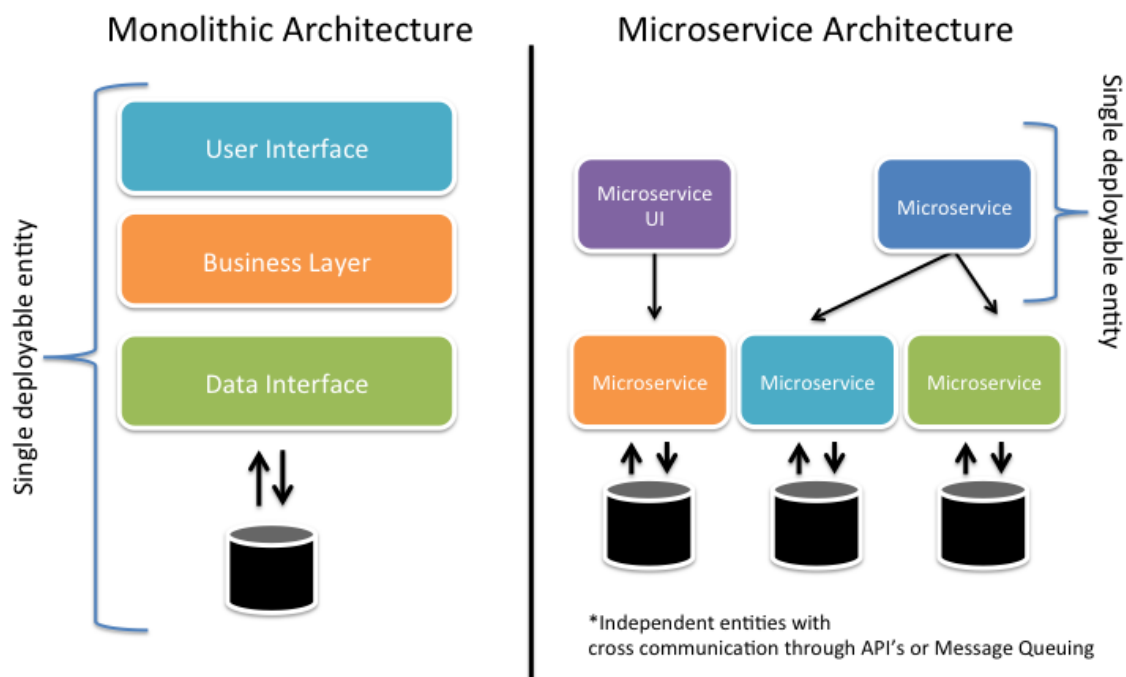 Monolithic Architecture
Single deployable entity
User Interface
Business Layer
Data Interface
Microservice Architecture
Single deployable entity
Microservice
UI
Microservice
Microservice
Microservice
Microservice
*Independent entities with
cross communication through API's or Message Queuing